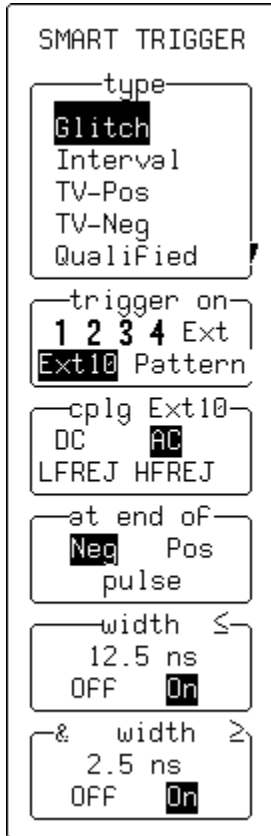 SMART TRIGGER
type
Glitch
Interval
TV-Pos
TV-Neg
Qualified
trigger on
1 2 3 4 Ext
Ext10 Pattern
cplg Ext10
DC AC
LFREJ HFREJ
at end of
Neg Pos
pulse
width ≤
12.5 ns
OFF On
& width ≥
2.5 ns
OFF On